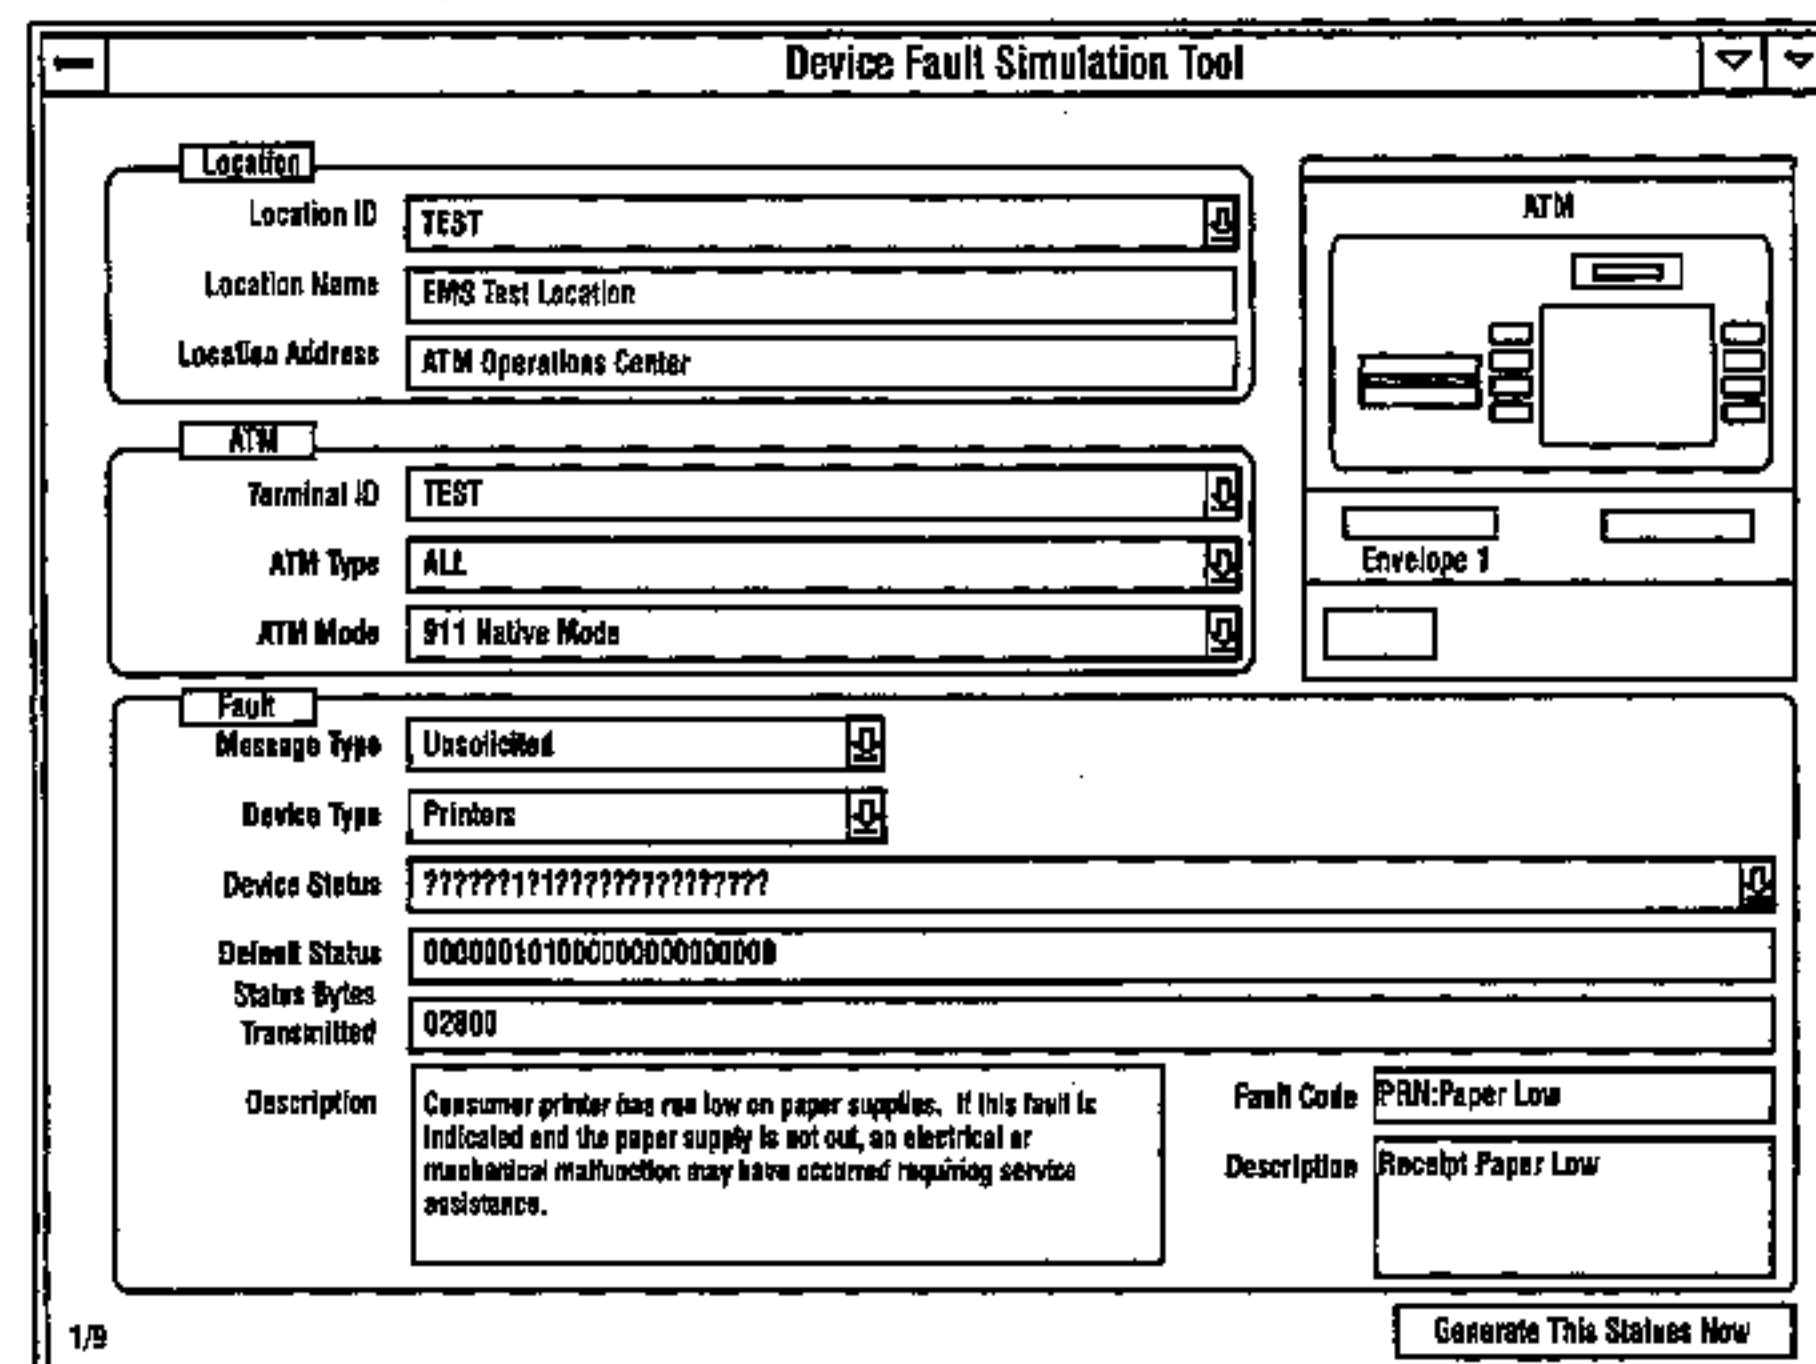 Device Fault Simulation Tool
Location
Location ID
TEST
Location Name
EMS Test Location
Location Address
ATM Operations Center
ATM
Terminal ID
TEST
ATM Type
ALL
ATM Mode
911 Native Mode
ATM
Envelope 1
Fault
Message Type
Unsolicited
Device Type
Printers
Device Status
Default Status
Status Bytes
Transmitted
02800
Description
Consumer printer has run low on paper supplies. If this fault is
indicated and the paper supply is not out, an electrical or
mechanical malfunction may have occurred requiring service
assistance.
Fault Code
PRN:Paper Low
Description
Receipt Paper Low
1/9
Generate This Statues Now